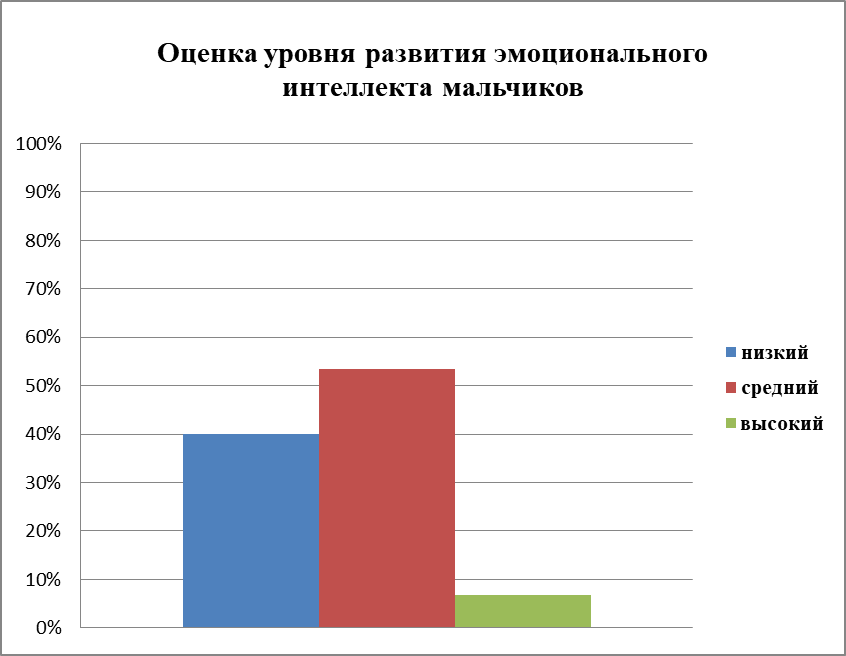 Оценка уровня развития эмоционального
интеллекта мальчиков
100%
90%
80%
70%
60%
50%
40%
30%
20%
10%
0%
низкий
средний
высокий